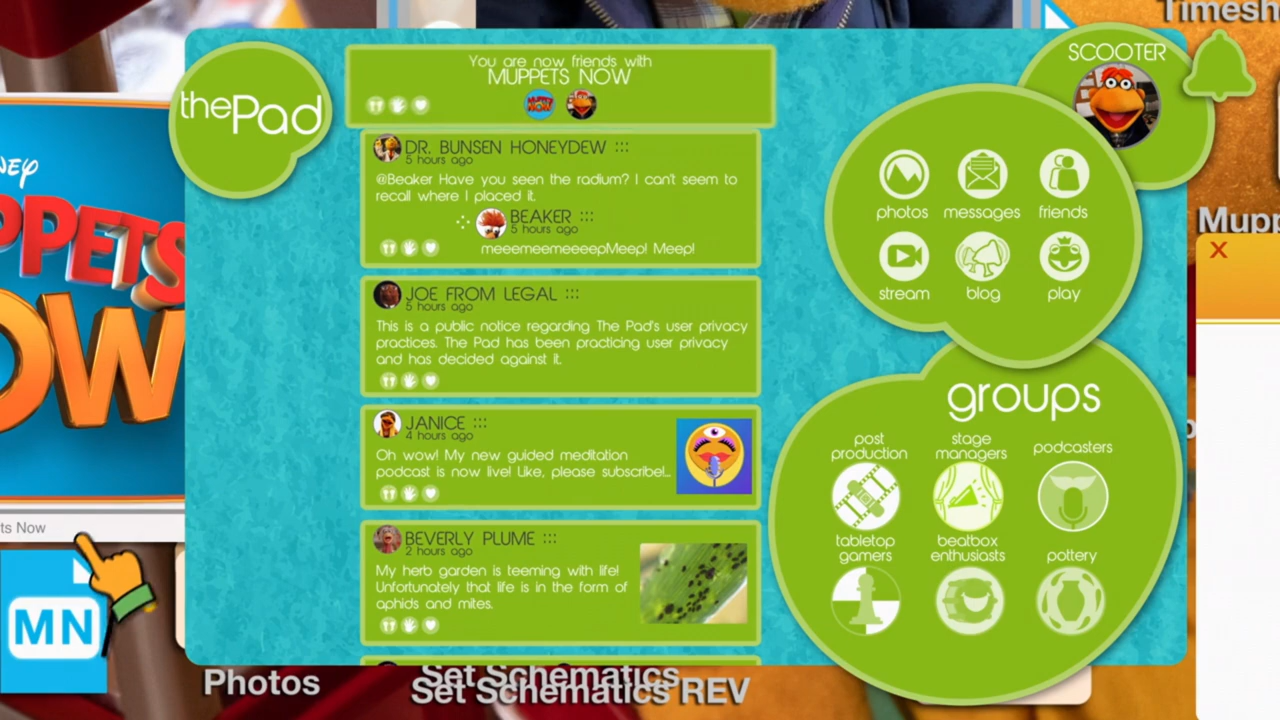 Timesh
thePad
You are now friends with
MUPPETS NOW
MUPPET NOW
SCOOTER
NEY
PPETS
OW
DR. BUNSEN HONEYDEW :::
5 hours ago
@Beaker Have you seen the radium? I can't seem to
recall where I placed it.
BEAKER :::
5 hours ago
meeemeemeeeepMeep! Meep!
JOE FROM LEGAL :::
5 hours ago
This is a public notice regarding The Pad's user privacy
practices. The Pad has been practicing user privacy
and has decided against it.
JANICE :::
4 hours ago
Oh wow! My new guided meditation
podcast is now live! Like, please subscribe!...
BEVERLY PLUME :::
2 hours ago
My herb garden is teeming with life!
Unfortunately that life is in the form of
aphids and mites.
photos messages friends
stream blog play
Mupp
X
groups
post production
stage managers
podcasters
tabletop gamers
beatbox enthusiasts
pottery
ts Now
MN
Photos
Set Schematics
Set Schematics REV